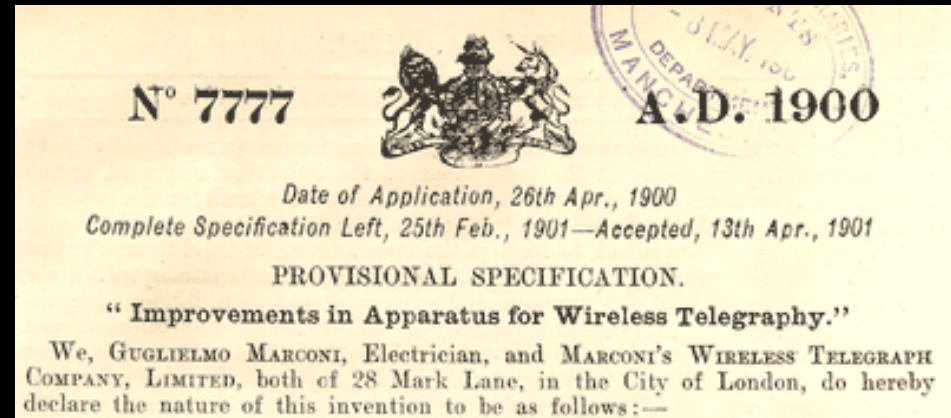 Nº 7777
A.D. 1900
Date of Application, 26th Apr., 1900
Complete Specification Left, 25th Feb., 1901—Accepted, 13th Apr., 1901
PROVISIONAL SPECIFICATION.
“ Improvements in Apparatus for Wireless Telegraphy.”
We, GUGLIELMO MARCONI, Electrician, and MARCONI'S WIRELESS TELEGRAPH
COMPANY, LIMITED, both of 28 Mark Lane, in the City of London, do hereby
declare the nature of this invention to be as follows:—